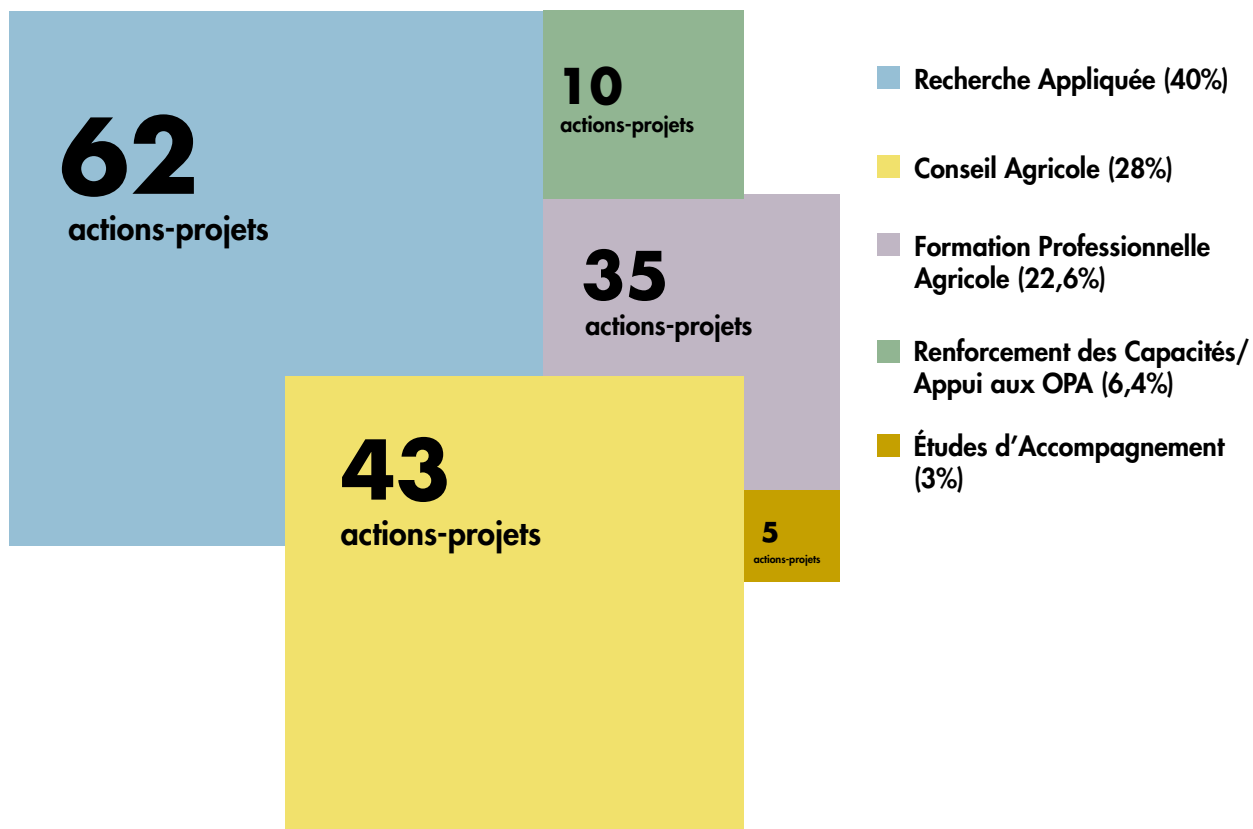 62
actions-projets
10
actions-projets
35
actions-projets
43
actions-projets
5
actions-projets
Recherche Appliquée (40%)
Conseil Agricole (28%)
Formation Professionnelle
Agricole (22,6%)
Renforcement des Capacités/
Appui aux OPA (6,4%)
Études d’Accompagnement
(3%)